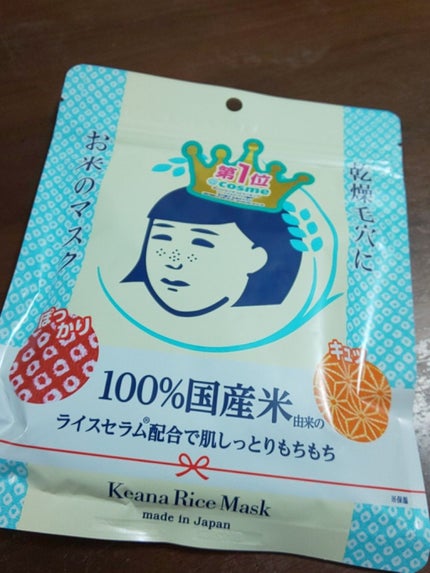 乾燥毛穴に
お米のマスク
第1位
@cosme
ぽっかり
キュッ
100%国産米由来の
ライスセラム®配合で肌しっとりもちもち
※保湿
Keana Rice Mask
made in Japan